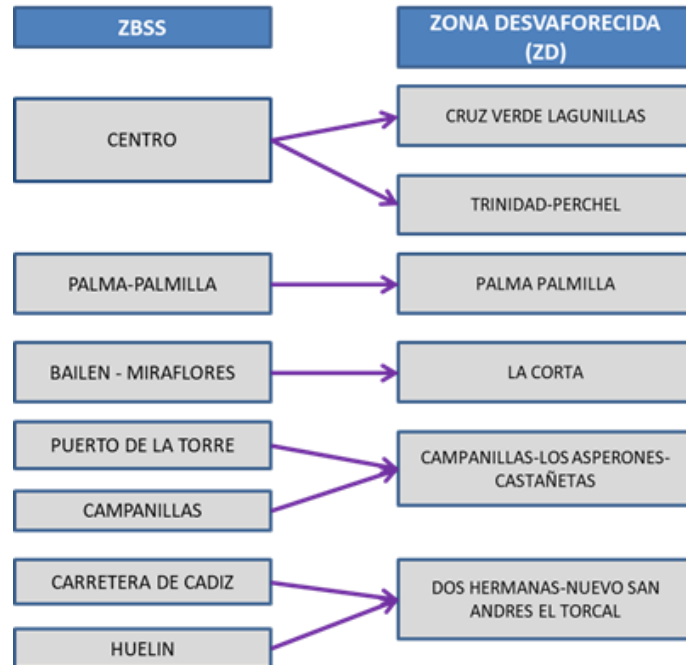 ZBSS
ZONA DESVAFORECIDA
(ZD)
CENTRO
CRUZ VERDE LAGUNILLAS
TRINIDAD-PERCHEL
PALMA-PALMILLA
PALMA PALMILLA
BAILEN - MIRAFLORES
LA CORTA
PUERTO DE LA TORRE
CAMPANILLAS
CAMPANILLAS-LOS ASPERONES-
CASTAÑETAS
CARRETERA DE CADIZ
HUELIN
DOS HERMANAS-NUEVO SAN
ANDRES EL TORCAL